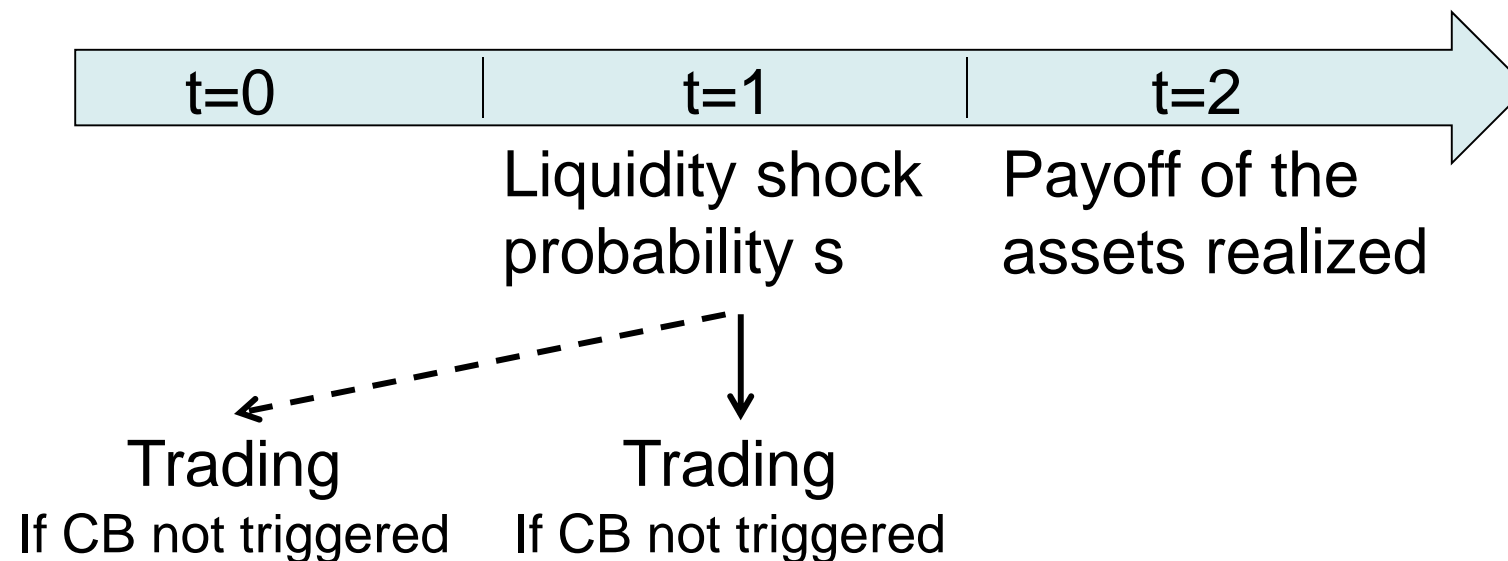 t=0 t=1 t=2
Liquidity shock
probability s
Payoff of the
assets realized
Trading
If CB not triggered
Trading
If CB not triggered